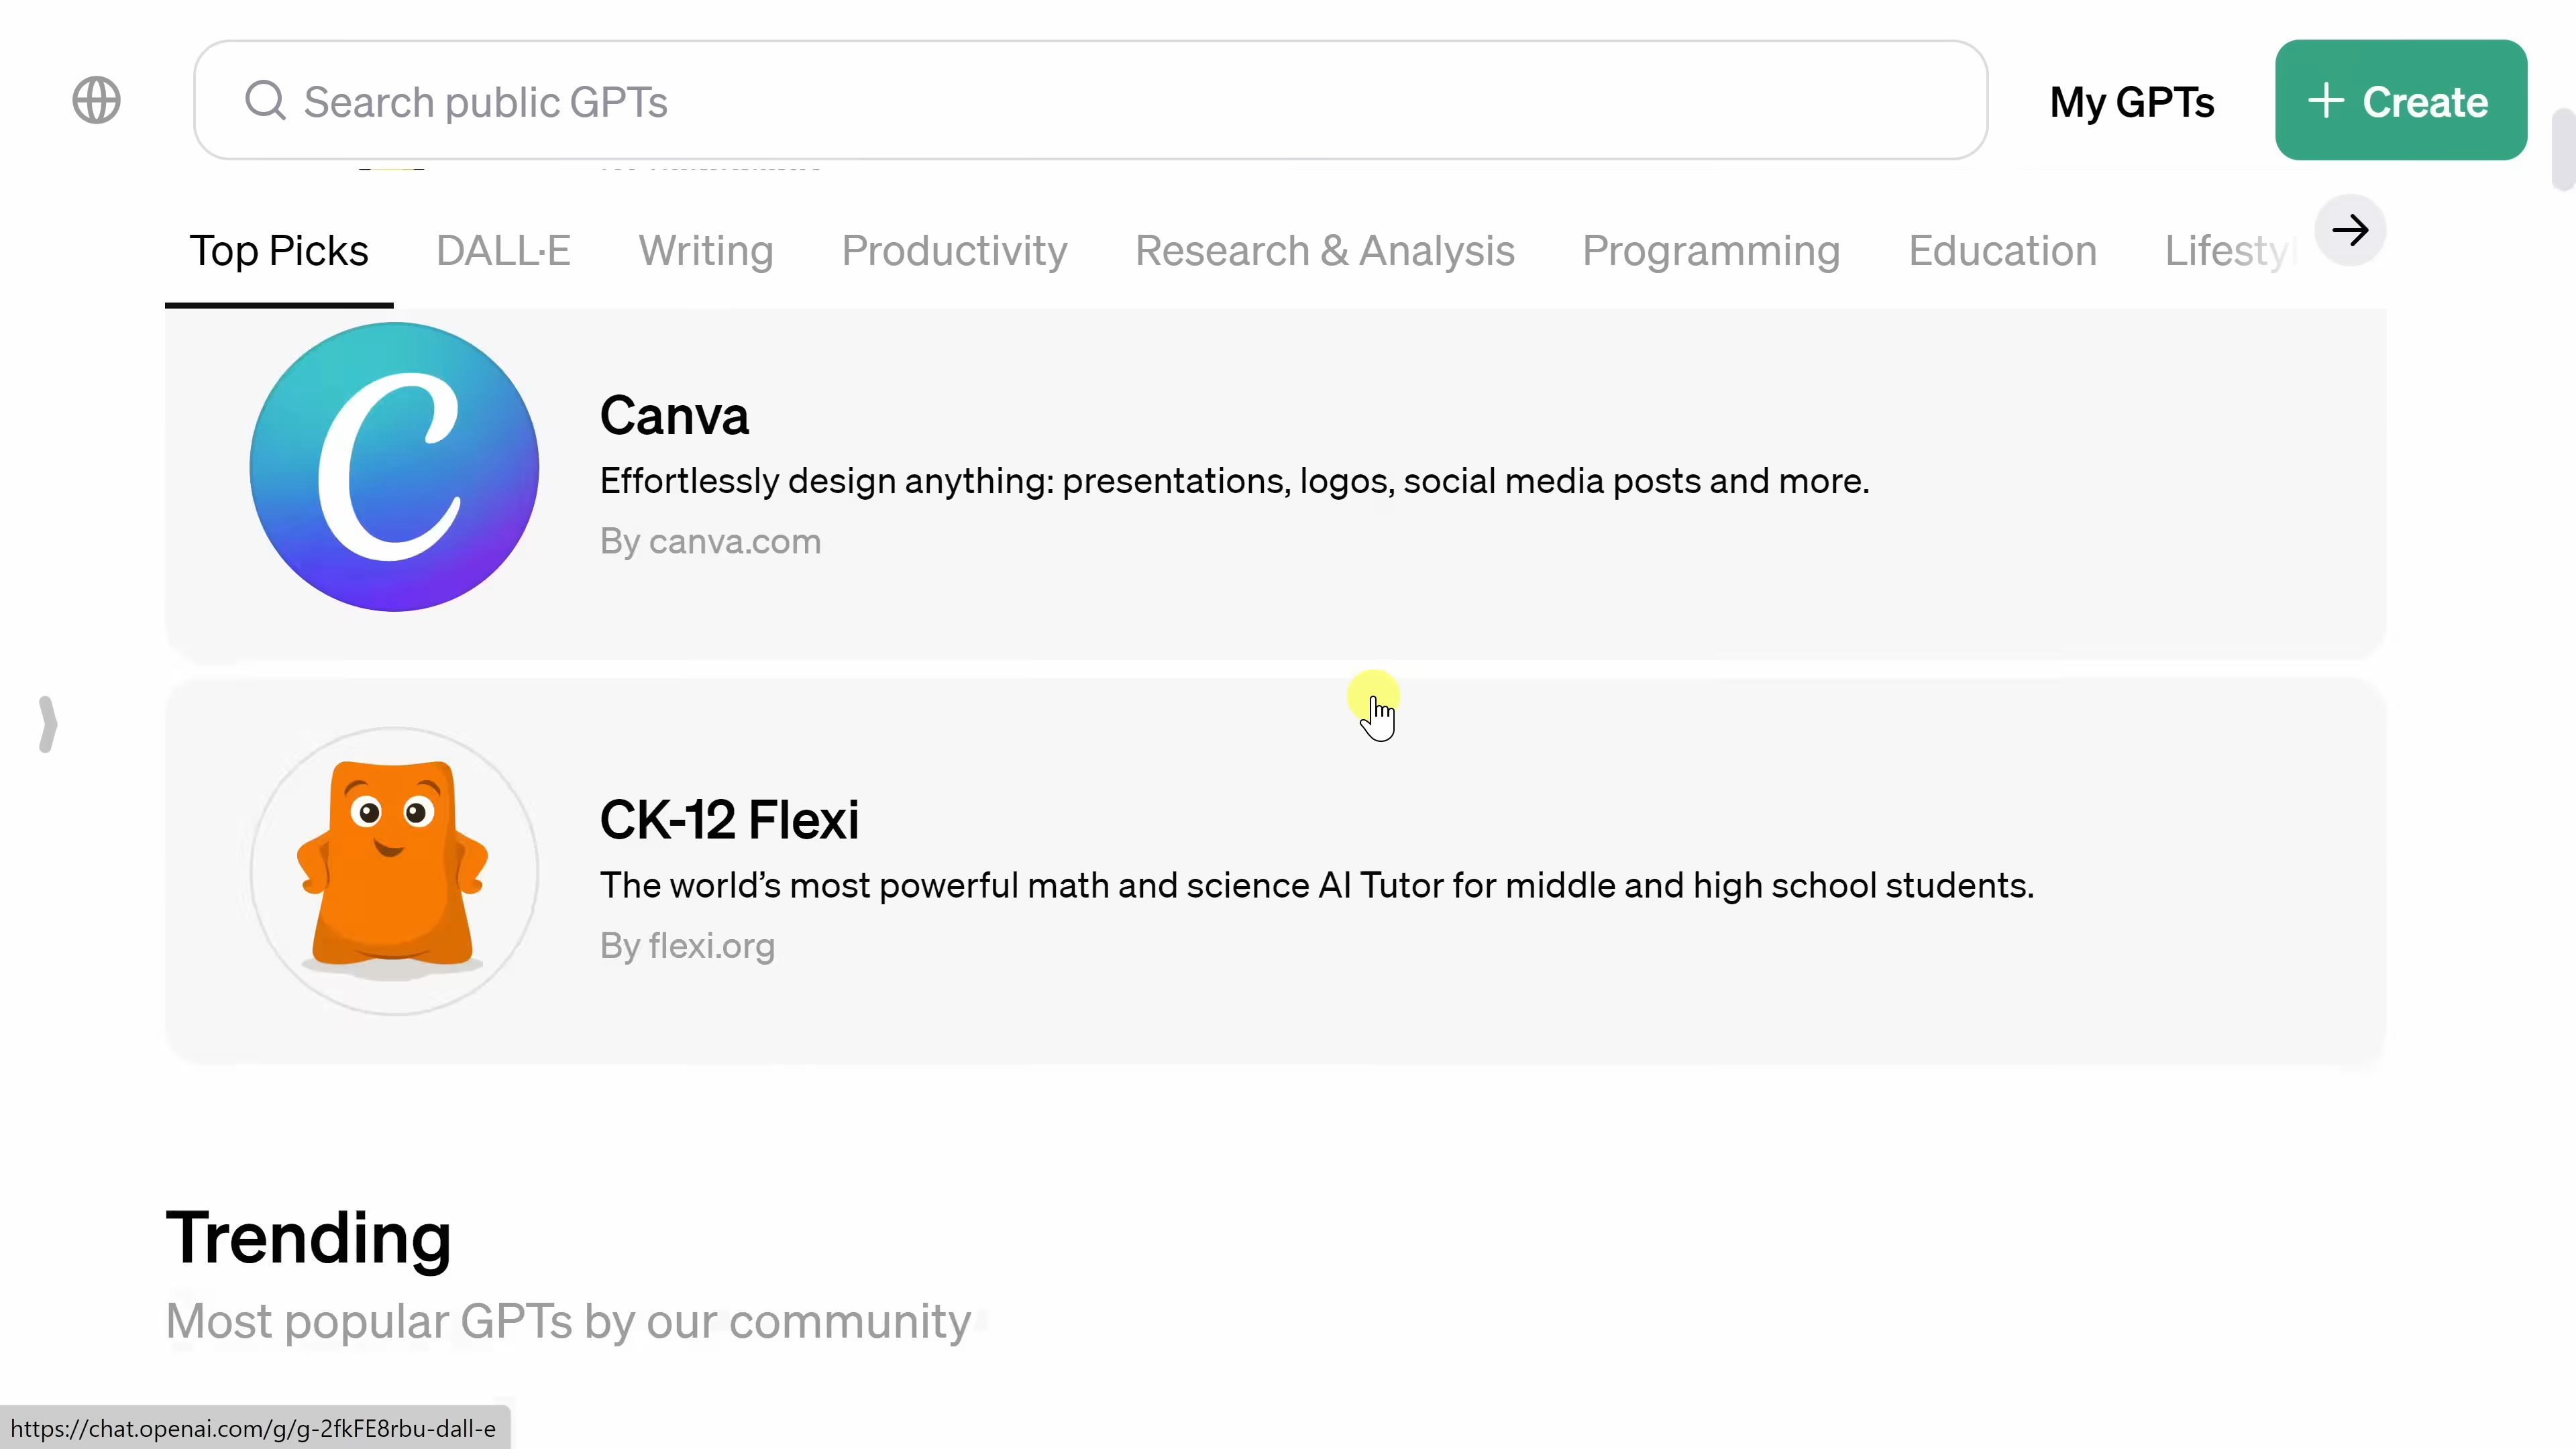 Search public GPTs
My GPTs
+ Create
Top Picks DALL·E Writing Productivity Research & Analysis Programming Education Lifesty
Canva
Effortlessly design anything: presentations, logos, social media posts and more.
By canva.com
CK-12 Flexi
The world’s most powerful math and science AI Tutor for middle and high school students.
By flexi.org
Trending
Most popular GPTs by our community
https://chat.openai.com/g/g-2fkFE8rbu-dall-e